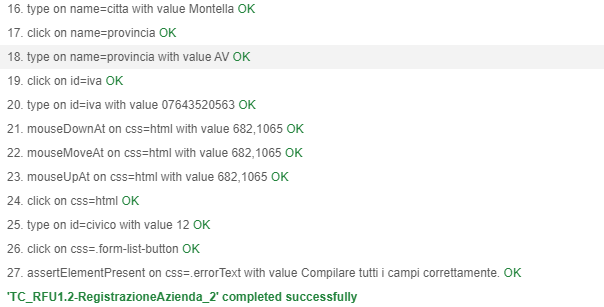 16. type on name=citta with value Montella OK
17. click on name=provincia OK
18. type on name=provincia with value AV OK
19. click on id=iva OK
20. type on id=iva with value 07643520563 OK
21. mouseDownAt on css=html with value 682,1065 OK
22. mouseMoveAt on css=html with value 682,1065 OK
23. mouseUpAt on css=html with value 682,1065 OK
24. click on css=html OK
25. type on id=civico with value 12 OK
26. click on css=.form-list-button OK
27. assertElementPresent on css=.errorText with value Compilare tutti i campi correttamente. OK
'TC_RFU1.2-RegistrazioneAzienda_2' completed successfully